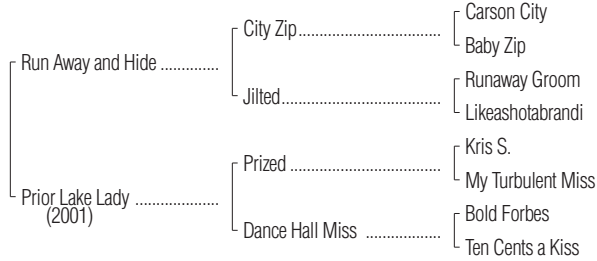 Carson City
City Zip
Baby Zip
Run Away and Hide
Runaway Groom
Jilted
Likeashotabrandi
Kris S.
Prized
My Turbulent Miss
Prior Lake Lady
(2001)
Bold Forbes
Dance Hall Miss
Ten Cents a Kiss